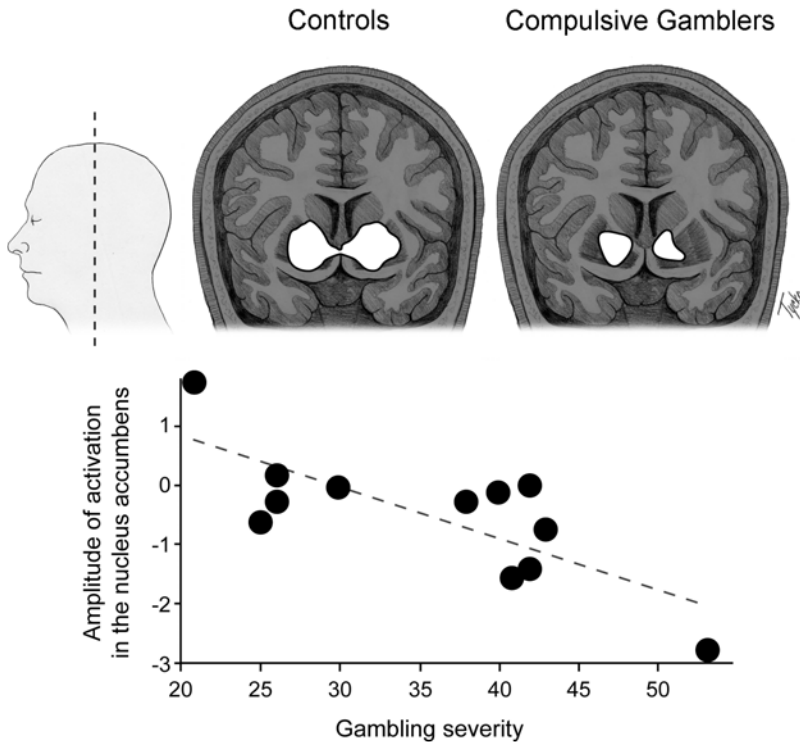 Controls
Compulsive Gamblers
Amplitude of activation
in the nucleus accumbens
1
0
-1
-2
-3
20 25 30 35 40 45 50
Gambling severity